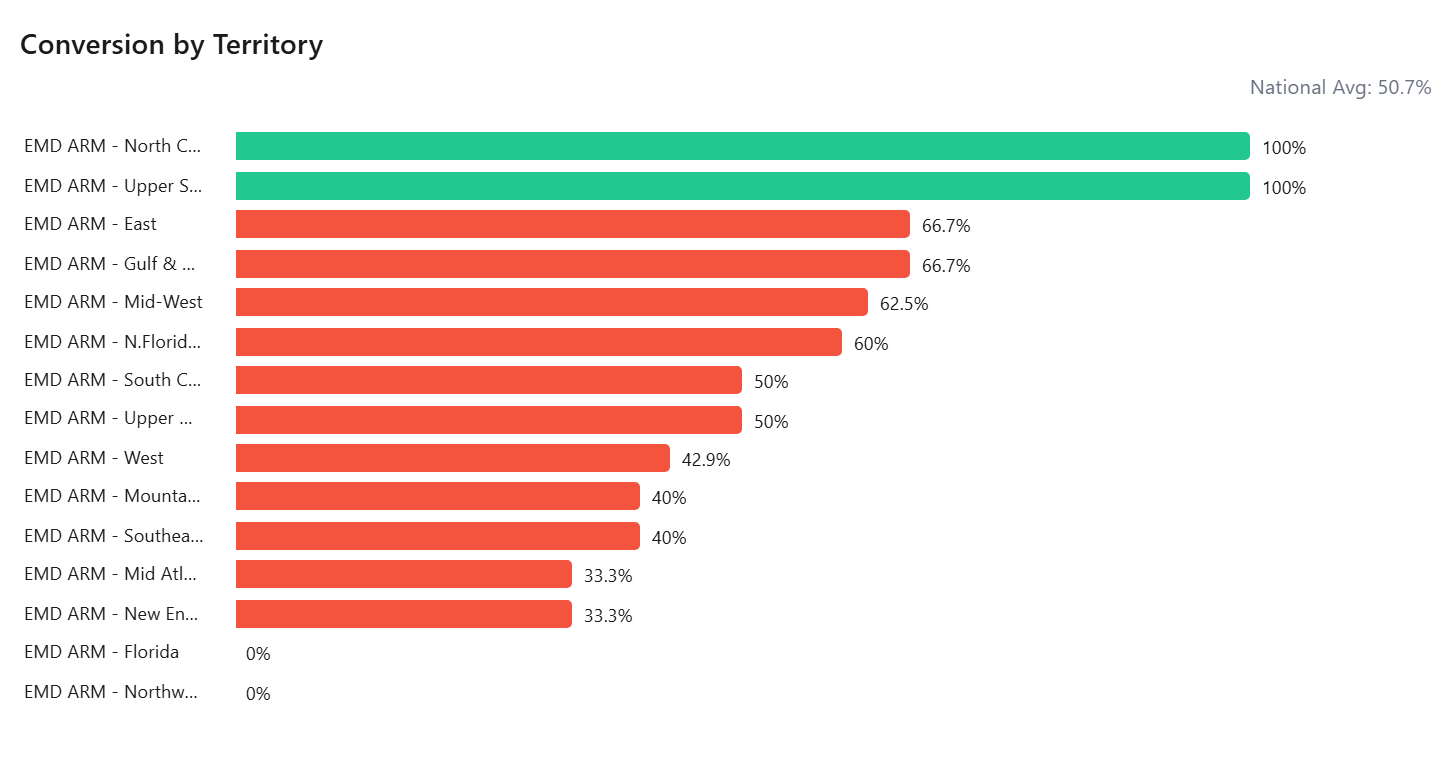 Conversion by Territory
National Avg: 50.7%
EMD ARM - North C... 100%
EMD ARM - Upper S... 100%
EMD ARM - East 66.7%
EMD ARM - Gulf & ... 66.7%
EMD ARM - Mid-West 62.5%
EMD ARM - N.Florid... 60%
EMD ARM - South C... 50%
EMD ARM - Upper ... 50%
EMD ARM - West 42.9%
EMD ARM - Mounta... 40%
EMD ARM - Southea... 40%
EMD ARM - Mid Atl... 33.3%
EMD ARM - New En... 33.3%
EMD ARM - Florida 0%
EMD ARM - Northw... 0%